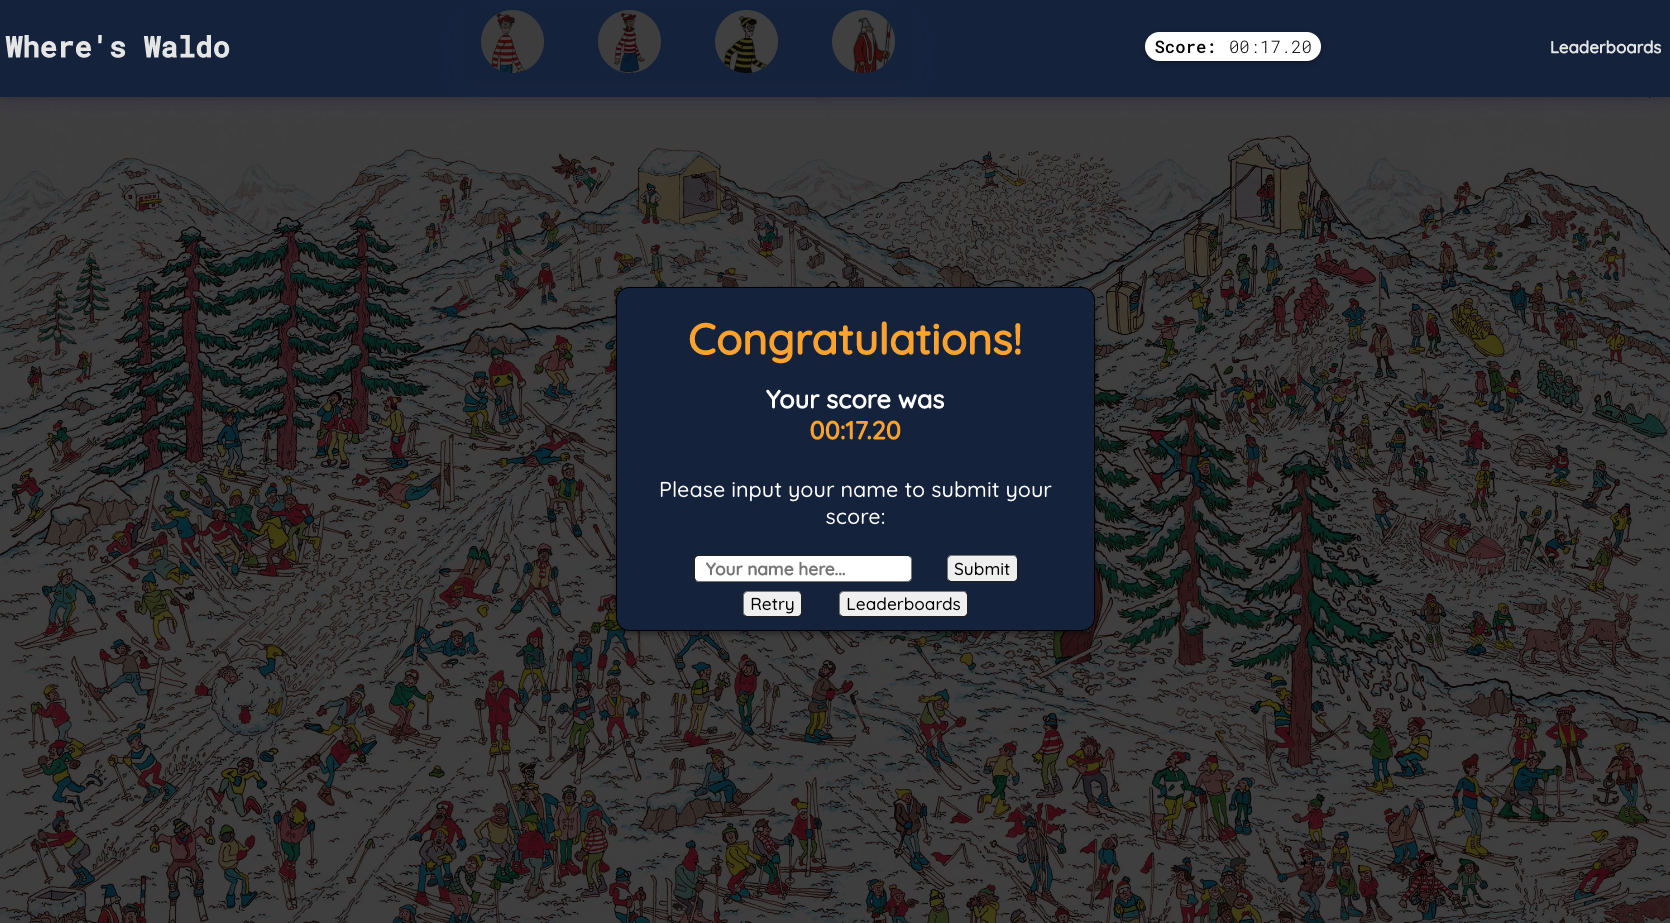 Where's Waldo
Score: 00:17.20
Leaderboards
Congratulations!
Your score was
00:17.20
Please input your name to submit your
score:
Your name here...
Submit
Retry
Leaderboards